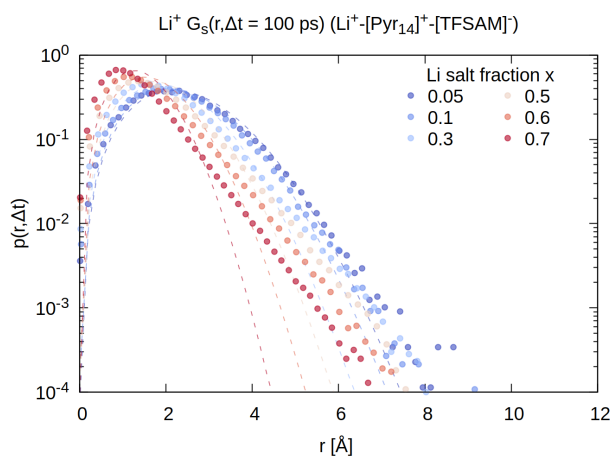 Li⁺ Gₛ(r,Δt = 100 ps) (Li⁺-[Pyr₁₄]⁺-[TFSAM]⁻)
Li salt fraction x
0.05 0.5
0.1 0.6
0.3 0.7
p(r,Δt)
10⁰
10⁻¹
10⁻²
10⁻³
10⁻⁴
0 2 4 6 8 10 12
r [Å]